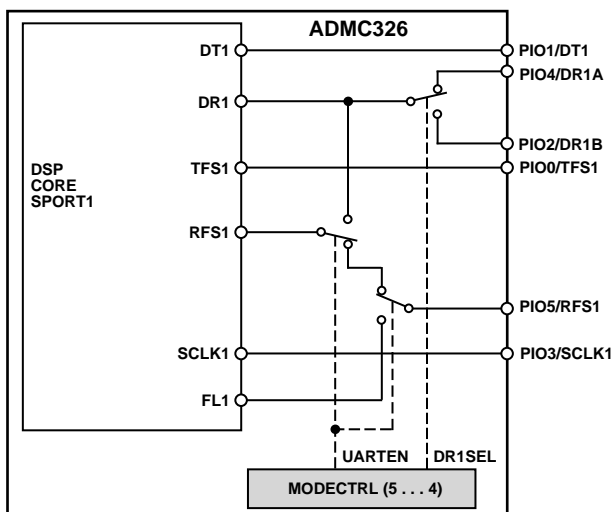 ADMC326
DT1
PIO1/DT1
PIO4/DR1A
DR1
PIO2/DR1B
DSP
CORE
SPORT1
TFS1
PIO0/TFS1
RFS1
PIO5/RFS1
SCLK1
PIO3/SCLK1
FL1
UARTEN
DR1SEL
MODECTRL (5 . . . 4)